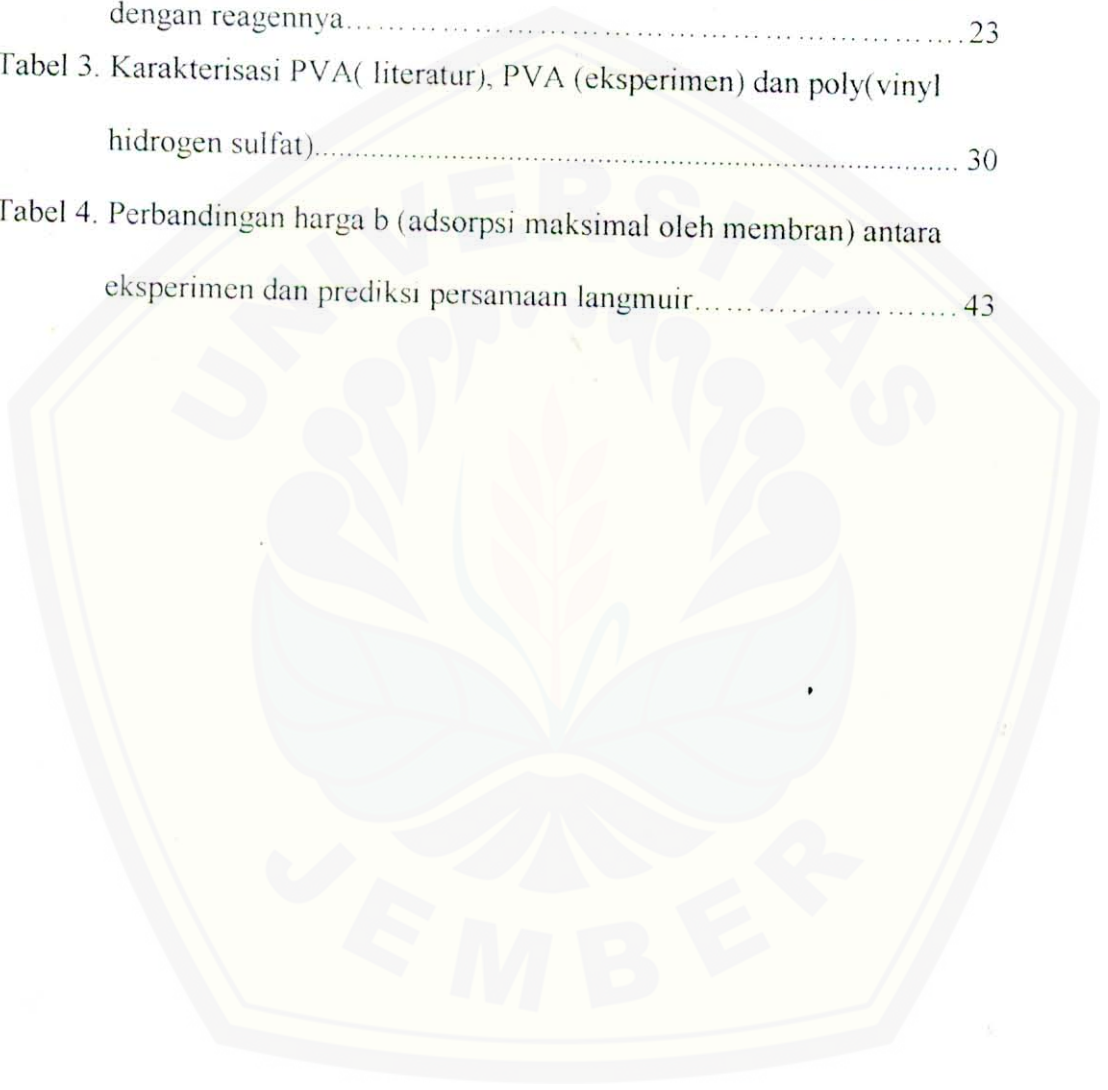 dengan reagennya..............................................................23
Tabel 3. Karakterisasi PVA( literatur), PVA (eksperimen) dan poly(vinyl
hidrogen sulfat)................................................................................ 30
Tabel 4. Perbandingan harga b (adsorpsi maksimal oleh membran) antara
eksperimen dan prediksi persamaan langmuir......................... 43
UNIVERSITAS
JEMBER